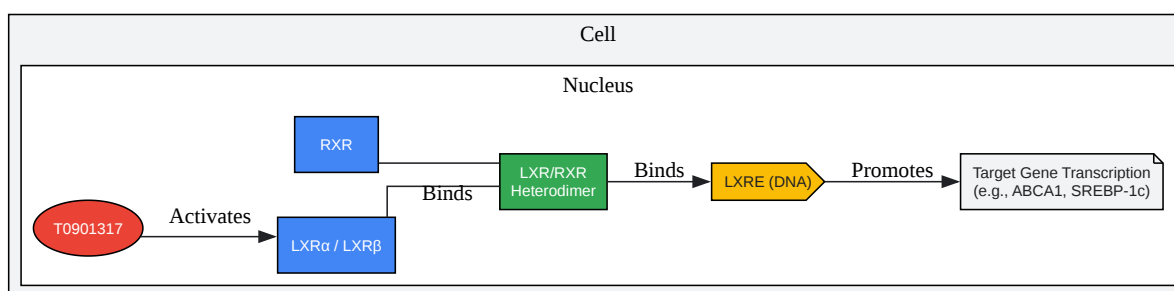 Cell
Nucleus
RXR
LXR/RXR
Heterodimer
Binds
LXRE (DNA)
Promotes
Target Gene Transcription
(e.g., ABCA1, SREBP-1c)
Binds
T0901317
Activates
LXRα / LXRβ